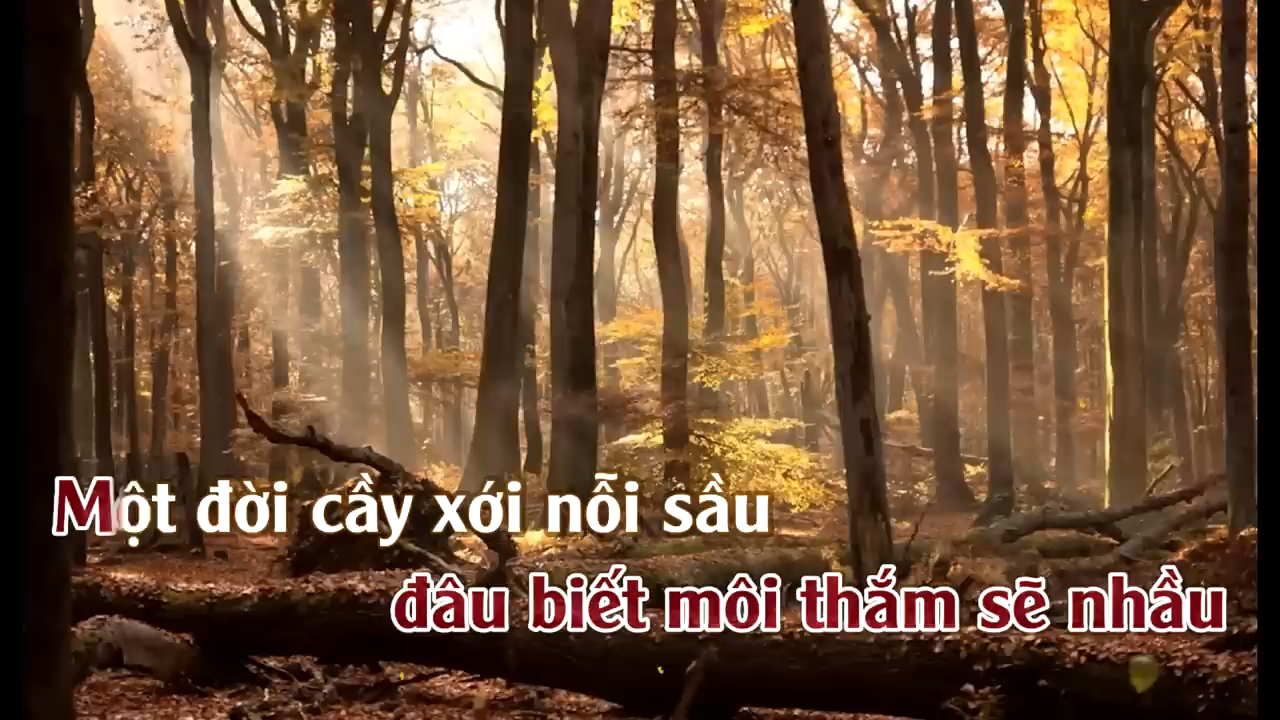 Một đời cầy xới nỗi sầu
đâu biết môi thắm sẽ nhầu